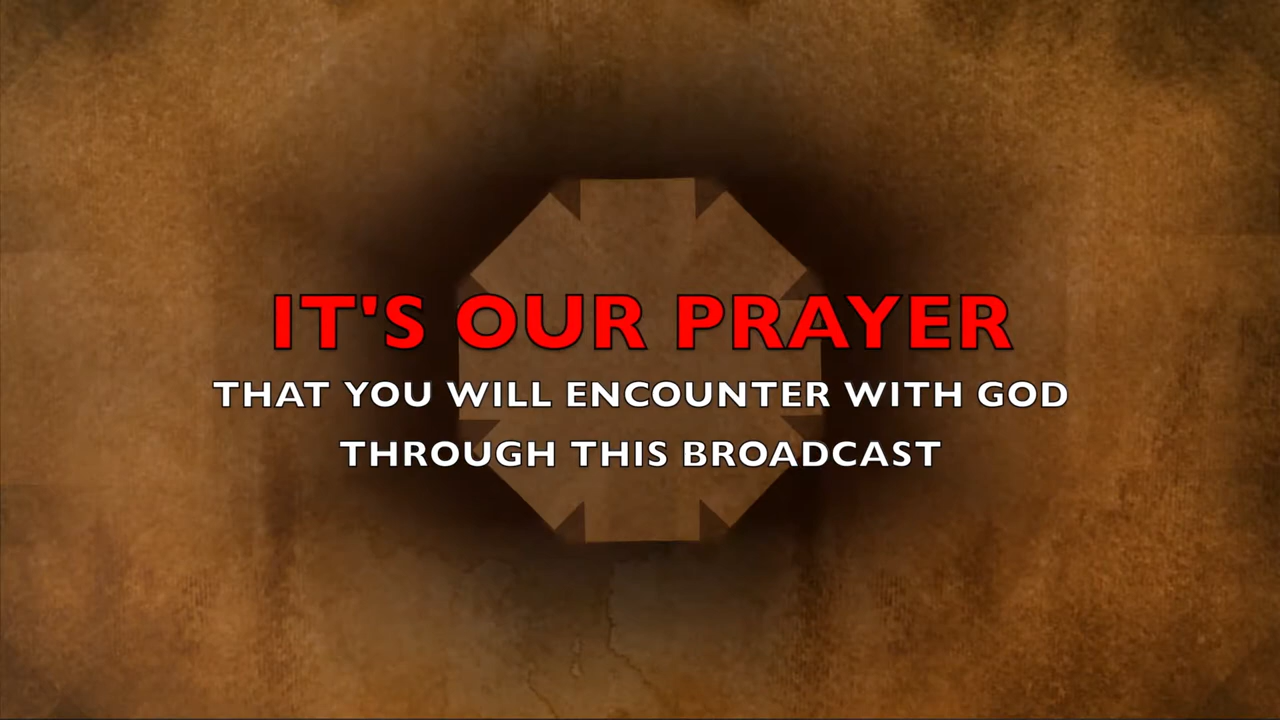 IT'S OUR PRAYER
THAT YOU WILL ENCOUNTER WITH GOD
THROUGH THIS BROADCAST